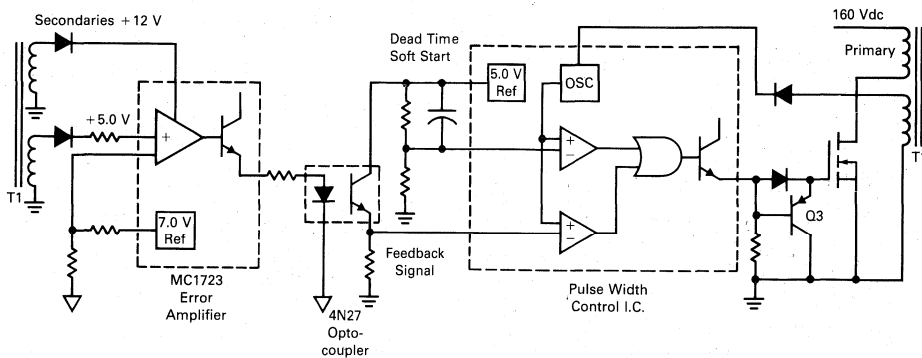 Secondaries +12 V
+5.0 V
+
T1
7.0 V
Ref
MC1723
Error
Amplifier
4N27
Opto-
coupler
Dead Time
Soft Start
5.0 V
Ref
OSC
+
−
+
−
Feedback
Signal
Pulse Width
Control I.C.
160 Vdc
Primary
Q3